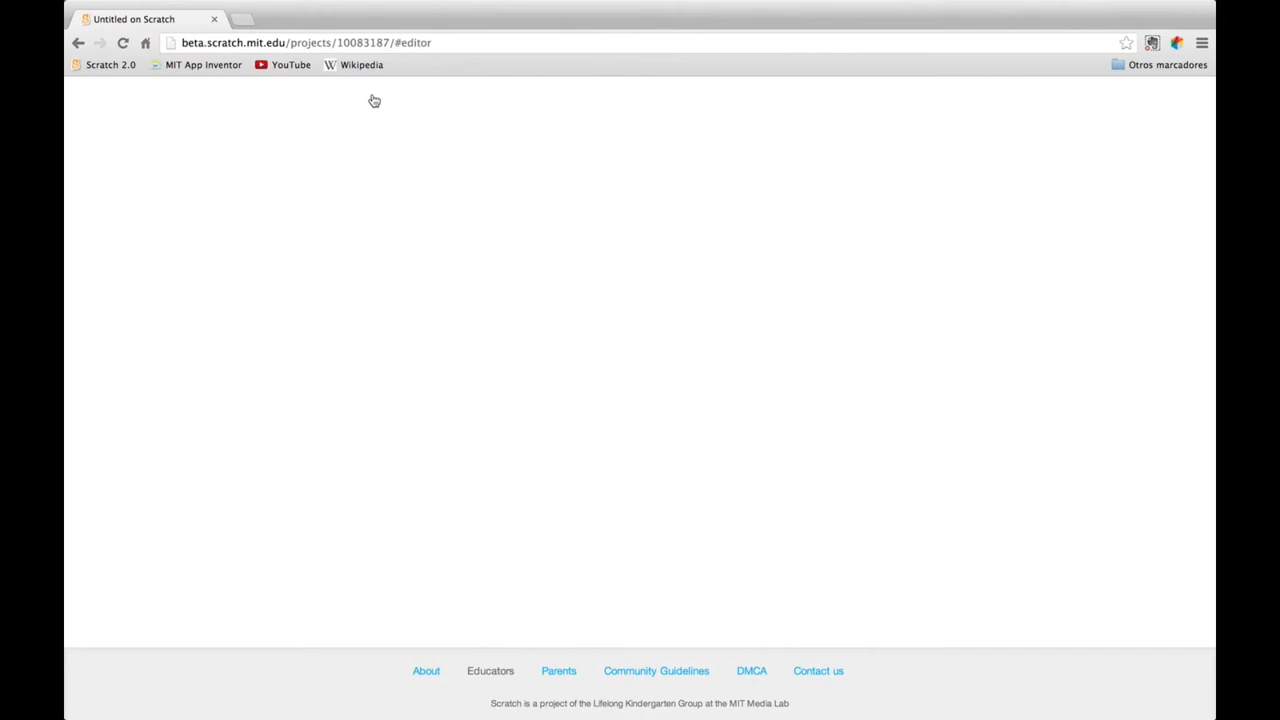 Untitled on Scratch
beta.scratch.mit.edu/projects/10083187/#editor
Scratch 2.0 MIT App Inventor YouTube Wikipedia Otros marcadores
About Educators Parents Community Guidelines DMCA Contact us
Scratch is a project of the Lifelong Kindergarten Group at the MIT Media Lab